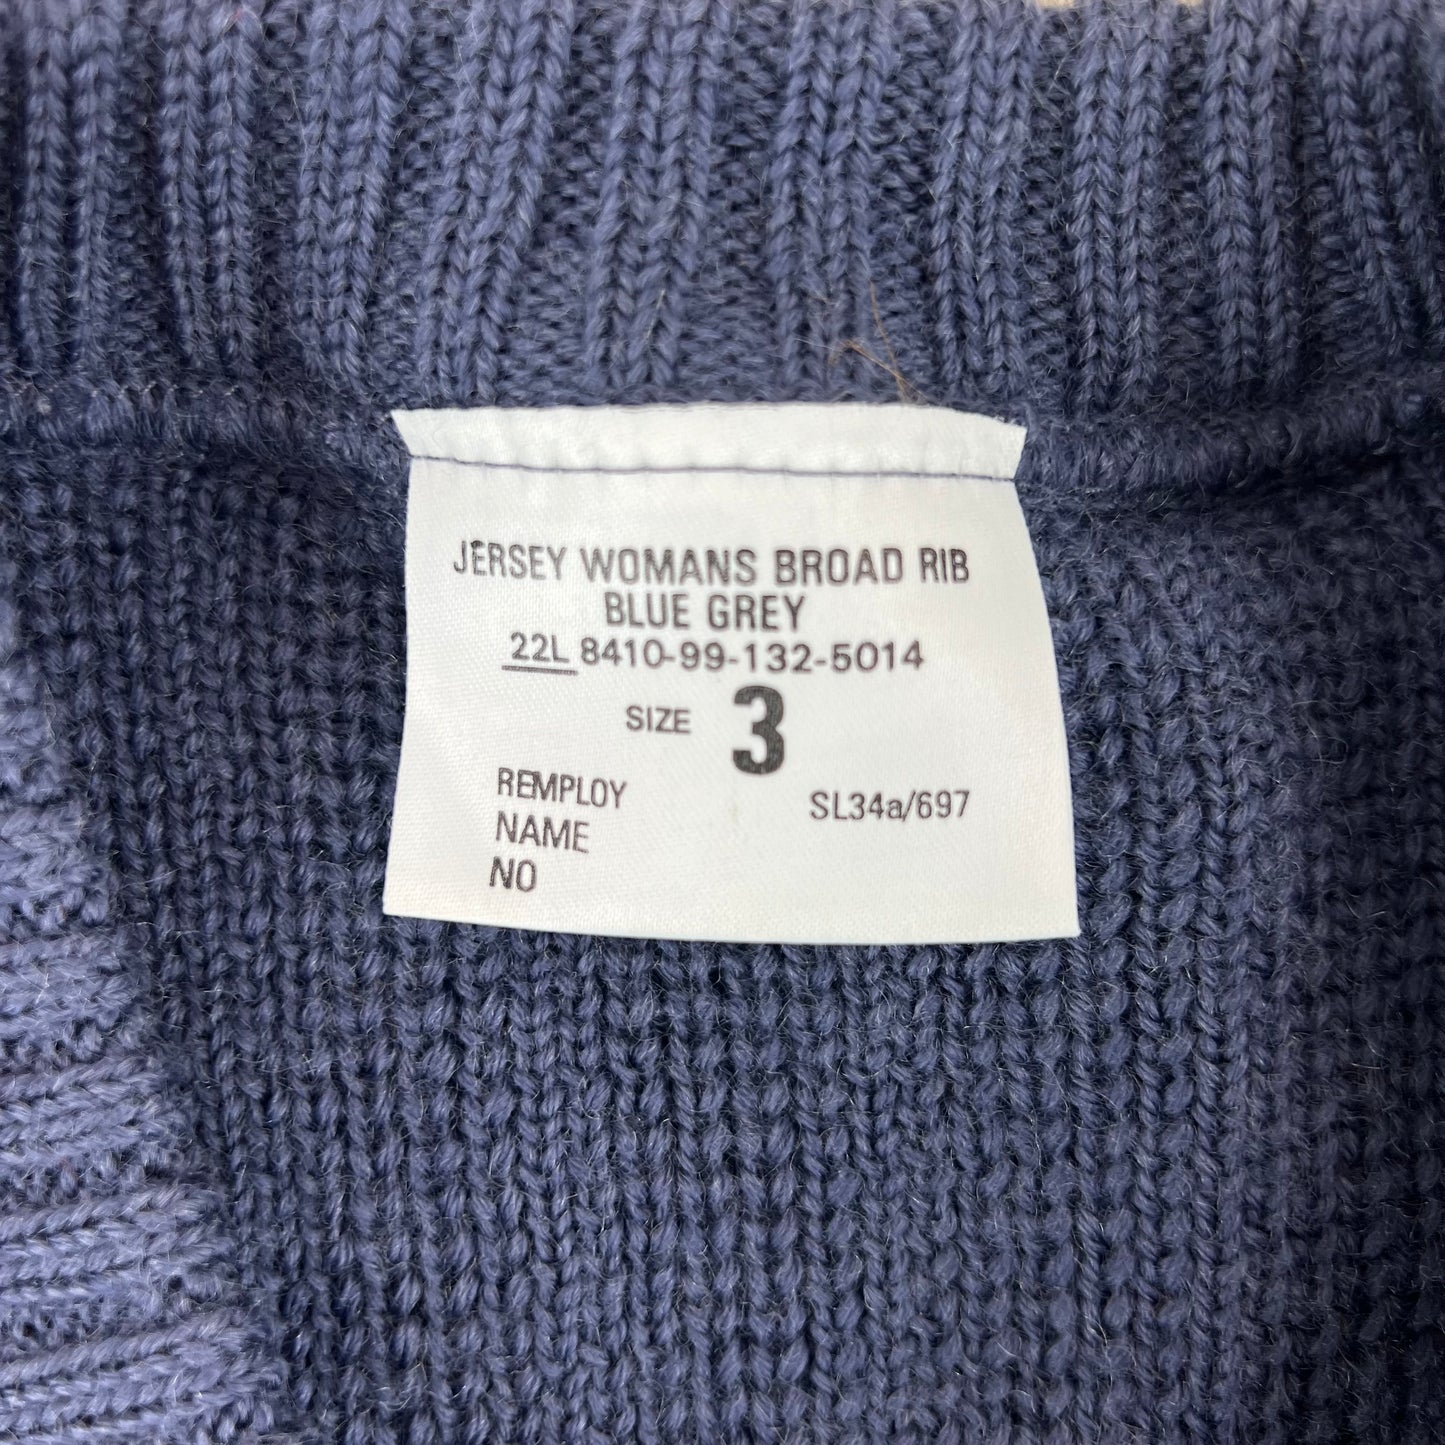 JERSEY WOMANS BROAD RIB
BLUE GREY
22L 8410-99-132-5014
SIZE 3
REMPLOY SL34a/697
NAME
NO